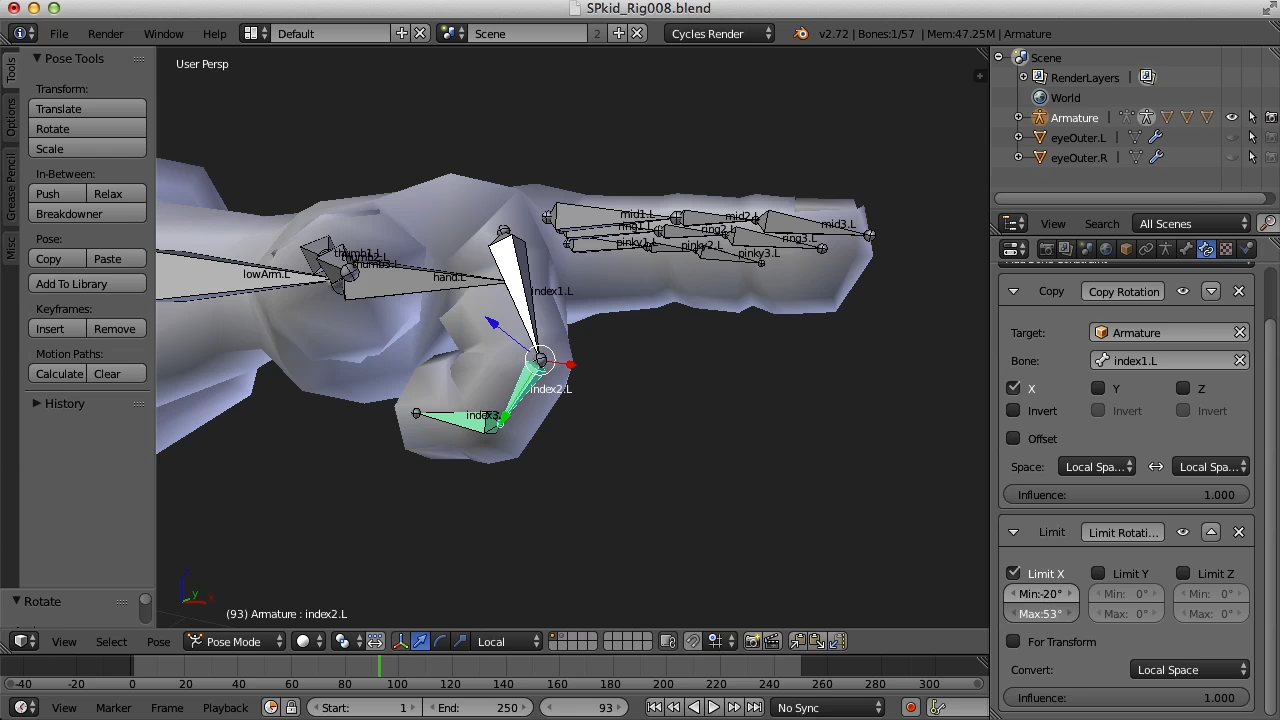 SPkid_Rig008.blend
File Render Window Help Default Scene 2 Cycles Render v2.72 | Bones:1/57 | Mem:47.25M | Armature
Tools
Options
Grease Pencil
Misc
Pose Tools
Transform:
Translate
Rotate
Scale
In-Between:
Push Relax
Breakdowner
Pose:
Copy Paste
Add To Library
Keyframes:
Insert Remove
Motion Paths:
Calculate Clear
History
Rotate
User Persp
lowArm.L
thumb1.L
thumb3.L
hand.L
index1.L
index2.L
index3.
mid1.L
mid2.L
mid3.L
ring1.L
ring2.L
ring3.L
pinky1.L
pinky2.L
pinky3.L
z
y
x
(93) Armature : index2.L
View Select Pose Pose Mode Local
-40 -20 0 20 40 60 80 100 120 140 160 180 200 220 240 260 280 300
View Marker Frame Playback Start: 1 End: 250 93 No Sync
Scene
RenderLayers
World
Armature
eyeOuter.L
eyeOuter.R
View Search All Scenes
Copy Copy Rotation
Target: Armature
Bone: index1.L
X Y Z
Invert Invert Invert
Offset
Space: Local Spa... Local Spa...
Influence: 1.000
Limit Limit Rotati...
Limit X Limit Y Limit Z
Min:-20° Min: 0° Min: 0°
Max:53° Max: 0° Max: 0°
For Transform
Convert: Local Space
Influence: 1.000